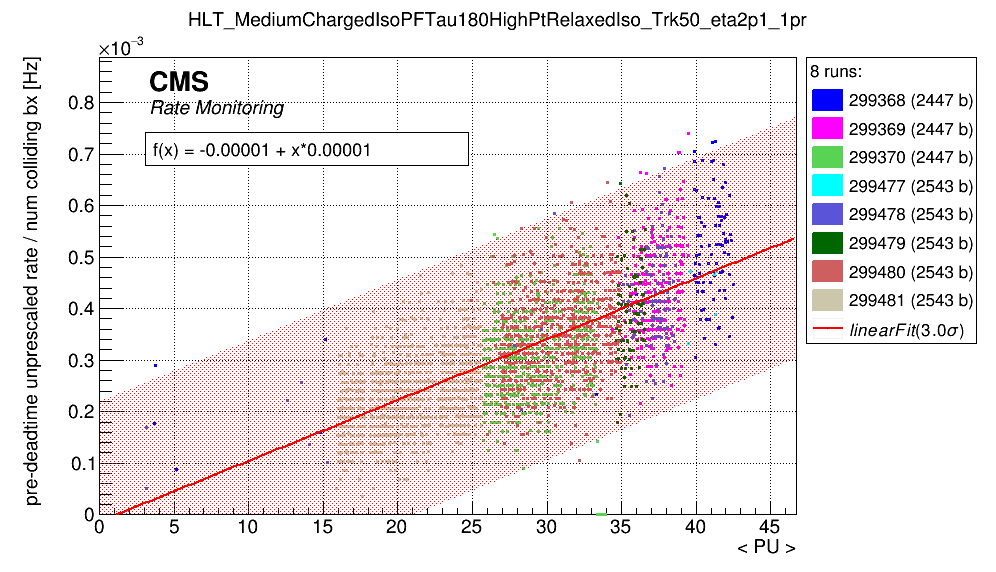 HLT_MediumChargedIsoPFTau180HighPtRelaxedIso_Trk50_eta2p1_1pr
×10⁻³
pre-deadtime unprescaled rate / num colliding bx [Hz]
CMS
Rate Monitoring
f(x) = -0.00001 + x*0.00001
0.8
0.7
0.6
0.5
0.4
0.3
0.2
0.1
0
0 5 10 15 20 25 30 35 40 45
< PU >
8 runs:
299368 (2447 b)
299369 (2447 b)
299370 (2447 b)
299477 (2543 b)
299478 (2543 b)
299479 (2543 b)
299480 (2543 b)
299481 (2543 b)
linearFit(3.0σ)